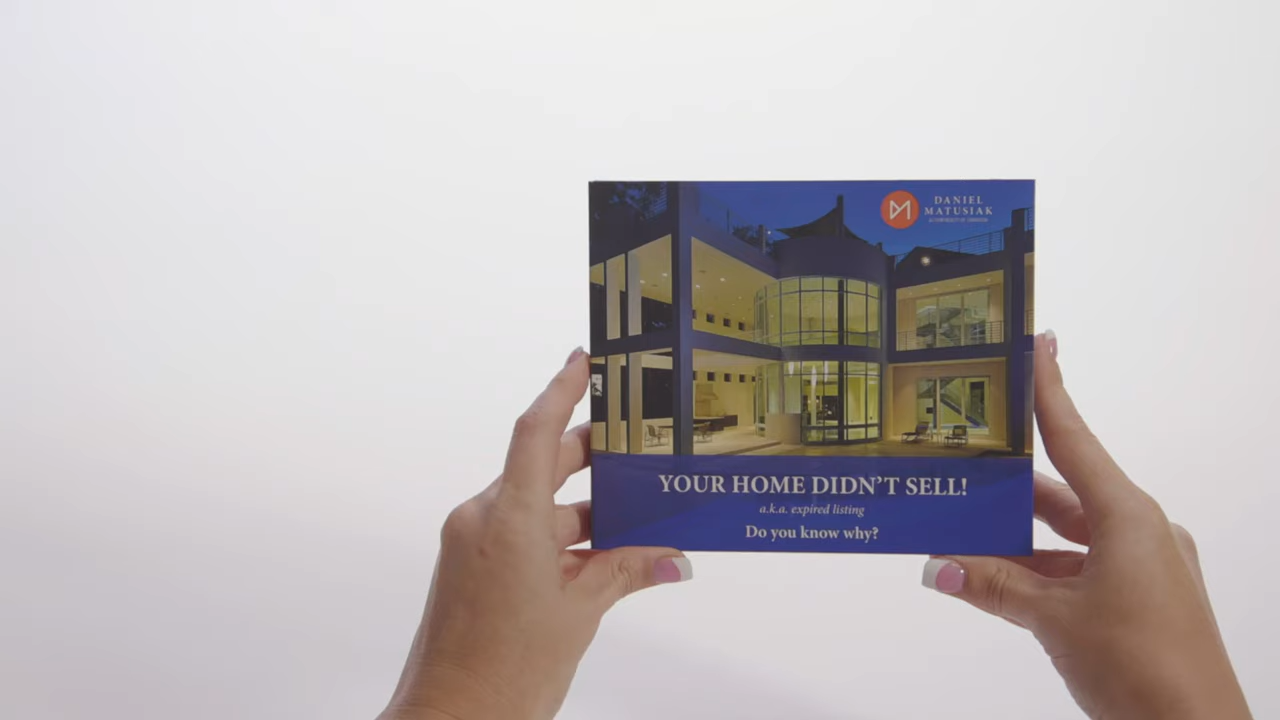 DANIEL
MATUSIAK
YOUR HOME DIDN'T SELL!
a.k.a. expired listing
Do you know why?